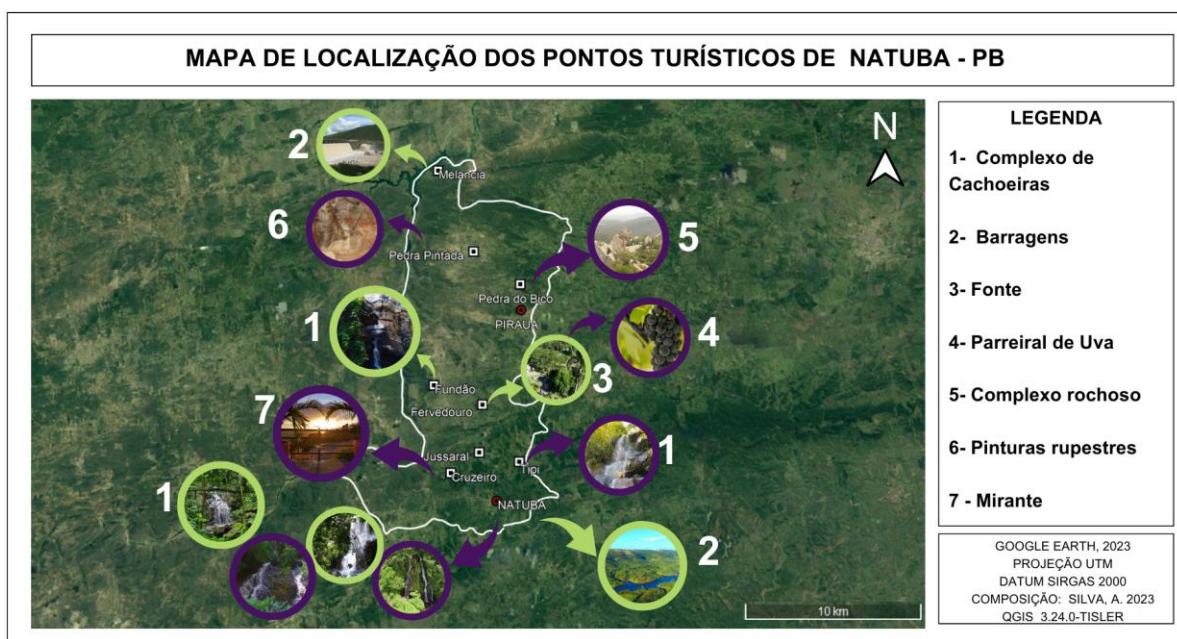 MAPA DE LOCALIZAÇÃO DOS PONTOS TURÍSTICOS DE NATUBA - PB
2
Melancia
6
Pedra Pintada
5
Pedra do Bico
PIRAUÁ
1
4
3
Fundão
Fervedouro
7
Jussaral
Tipi
1
Cruzeiro
1
NATUBA
2
10 km
N
LEGENDA
1- Complexo de
Cachoeiras
2- Barragens
3- Fonte
4- Parreiral de Uva
5- Complexo rochoso
6- Pinturas rupestres
7 - Mirante
GOOGLE EARTH, 2023
PROJEÇÃO UTM
DATUM SIRGAS 2000
COMPOSIÇÃO: SILVA, A. 2023
QGIS 3.24.0-TISLER